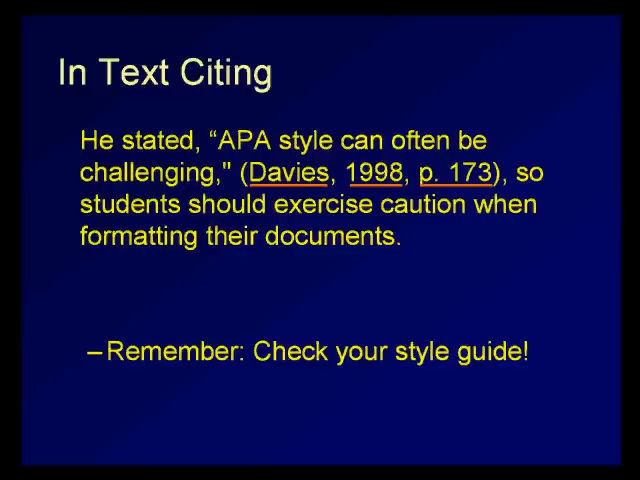 In Text Citing
He stated, “APA style can often be
challenging," (Davies, 1998, p. 173), so
students should exercise caution when
formatting their documents.
– Remember: Check your style guide!